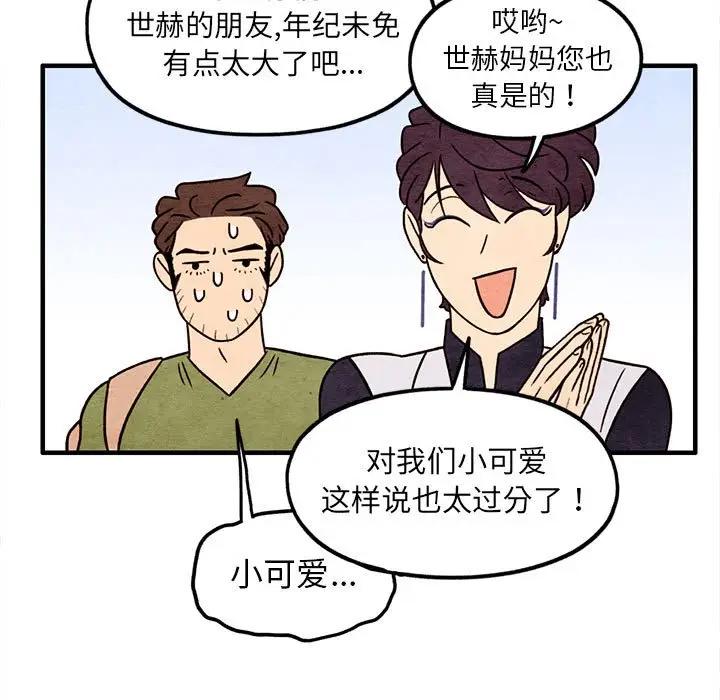 世赫的朋友,年纪未免
有点太大了吧...
哎哟~
世赫妈妈您也
真是的！
对我们小可爱
这样说也太过分了！
小可爱...